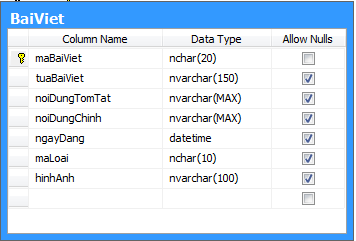 BaiViet
Column Name Data Type Allow Nulls
maBaiViet nchar(20)
tuaBaiViet nvarchar(150)
noiDungTomTat nvarchar(MAX)
noiDungChinh nvarchar(MAX)
ngayDang datetime
maLoai nchar(10)
hinhAnh nvarchar(100)